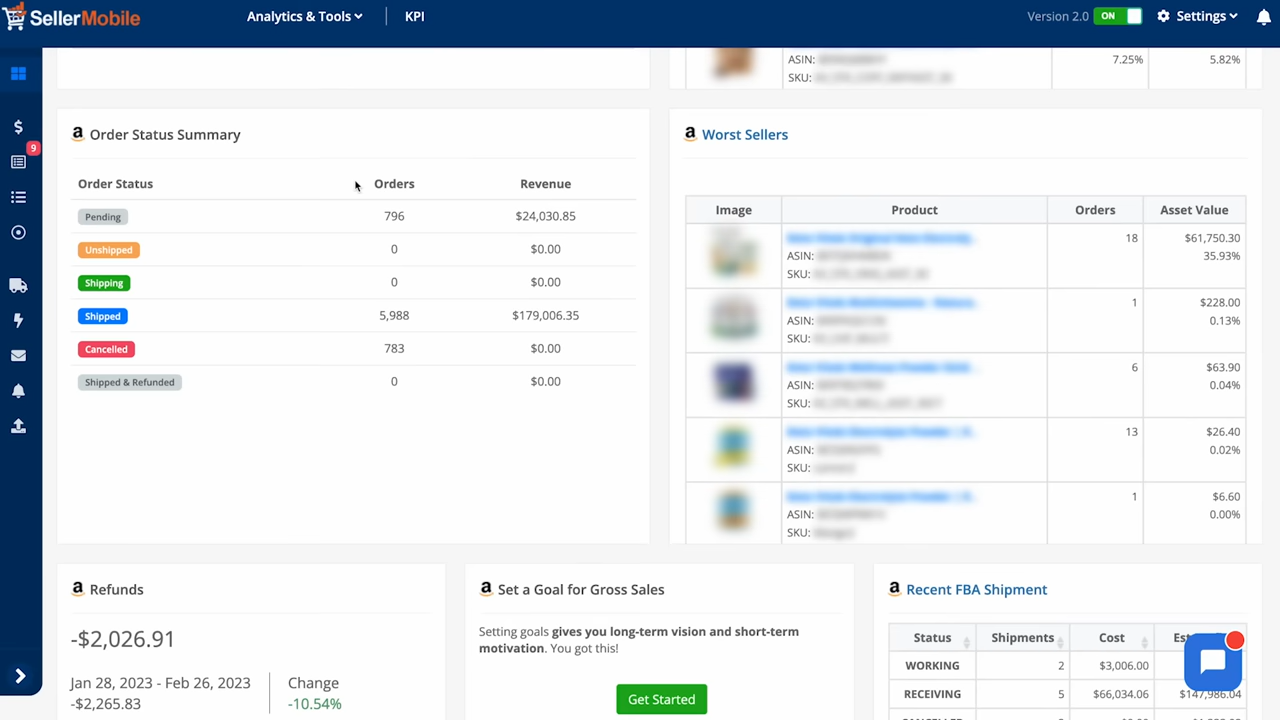 SellerMobile
Analytics & Tools
KPI
Version 2.0
ON
Settings
9
ASIN:
SKU:
7.25%
5.82%
Order Status Summary
Order Status Orders Revenue
Pending 796 $24,030.85
Unshipped 0 $0.00
Shipping 0 $0.00
Shipped 5,988 $179,006.35
Cancelled 783 $0.00
Shipped & Refunded 0 $0.00
Worst Sellers
Image Product Orders Asset Value
18 $61,750.30
ASIN: 35.93%
SKU:
1 $228.00
ASIN: 0.13%
SKU:
6 $63.90
ASIN: 0.04%
SKU:
13 $26.40
ASIN: 0.02%
SKU:
1 $6.60
ASIN: 0.00%
SKU:
Refunds
-$2,026.91
Jan 28, 2023 - Feb 26, 2023
-$2,265.83
Change
-10.54%
Set a Goal for Gross Sales
Setting goals gives you long-term vision and short-term
motivation. You got this!
Get Started
Recent FBA Shipment
Status Shipments Cost
WORKING 2 $3,006.00
RECEIVING 5 $66,034.06 $147,986.04